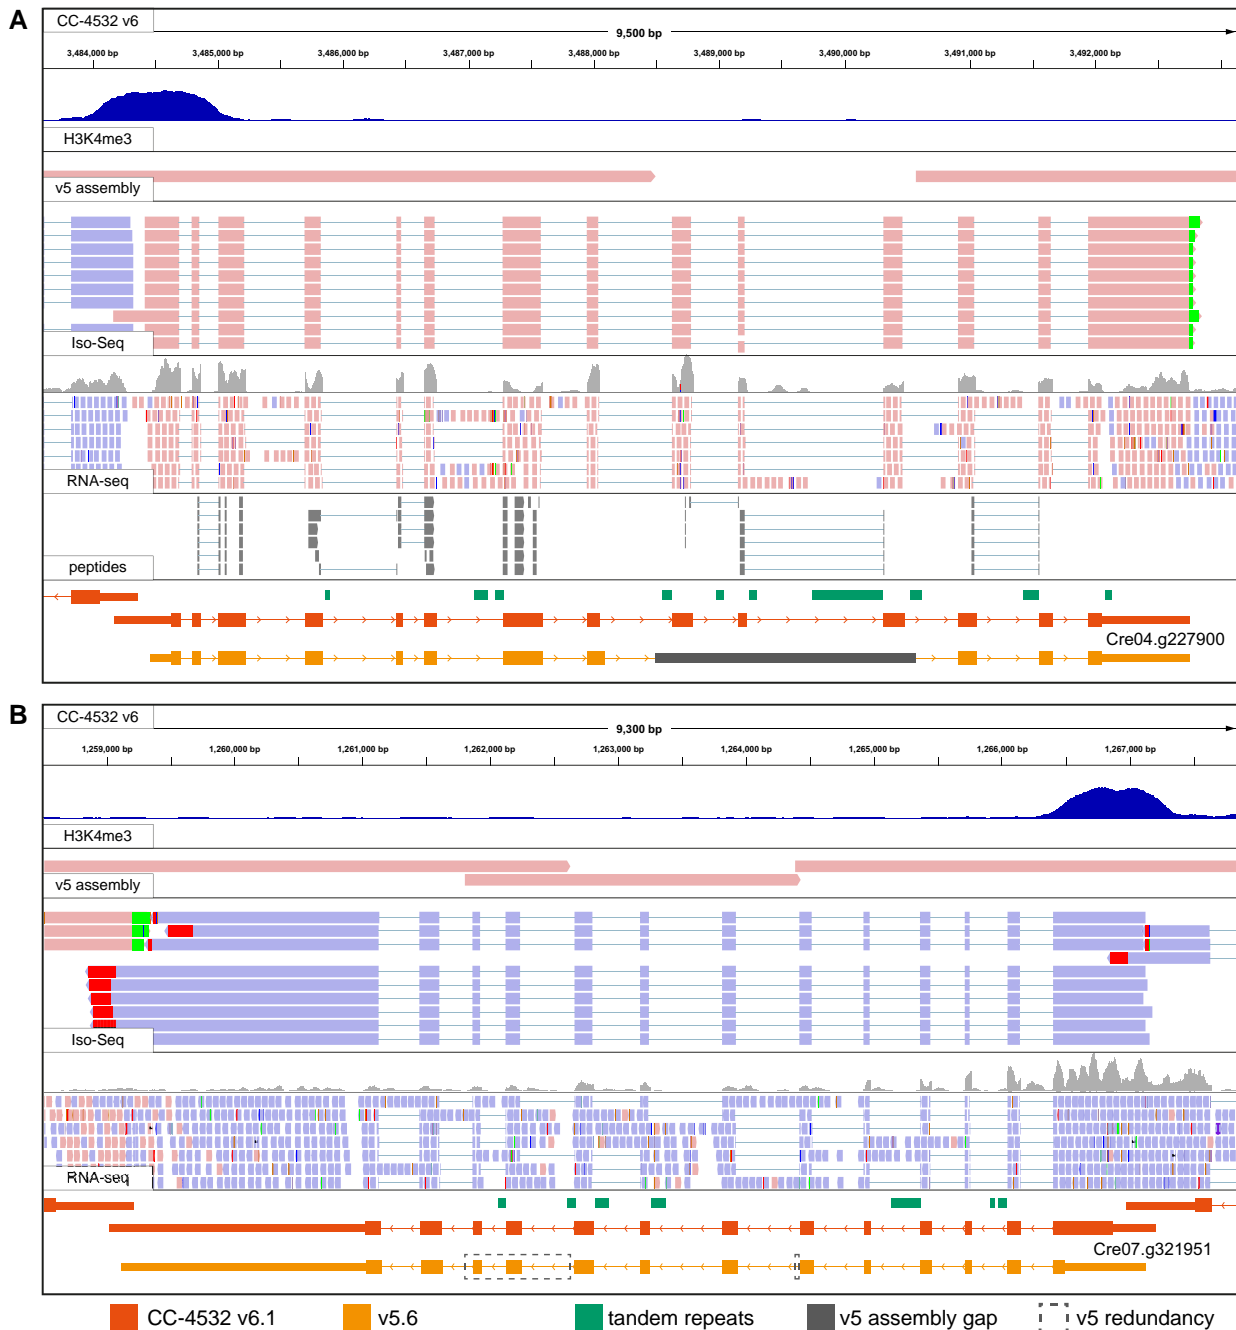 A
CC-4532 v6
9,500 bp
3,484,000 bp 3,485,000 bp 3,486,000 bp 3,487,000 bp 3,488,000 bp 3,489,000 bp 3,490,000 bp 3,491,000 bp 3,492,000 bp
H3K4me3
v5 assembly
Iso-Seq
RNA-seq
peptides
Cre04.g227900
B
CC-4532 v6
9,300 bp
1,259,000 bp 1,260,000 bp 1,261,000 bp 1,262,000 bp 1,263,000 bp 1,264,000 bp 1,265,000 bp 1,266,000 bp 1,267,000 bp
H3K4me3
v5 assembly
Iso-Seq
RNA-seq
Cre07.g321951
CC-4532 v6.1 v5.6 tandem repeats v5 assembly gap v5 redundancy